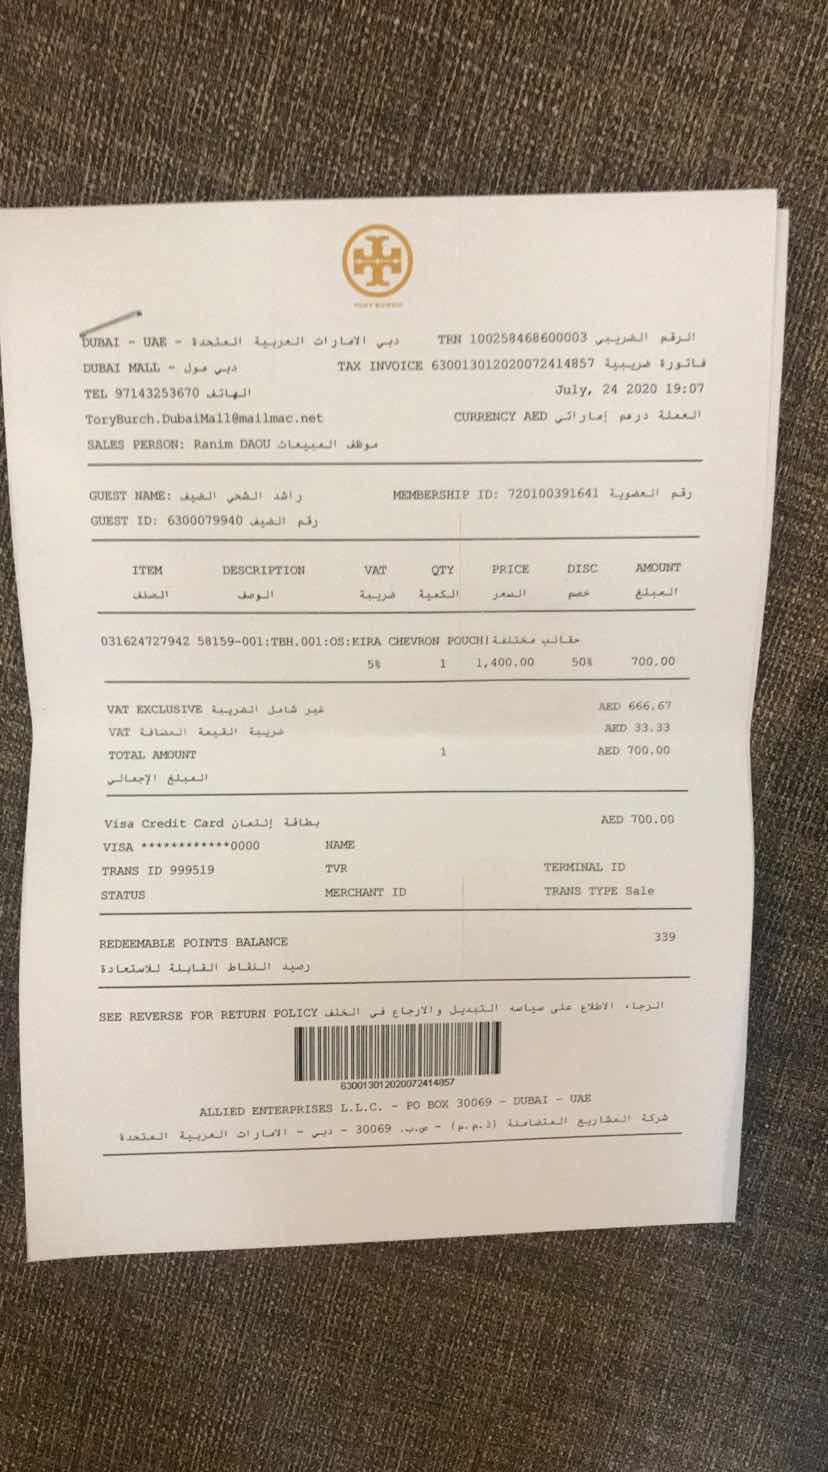 TORY BURCH
DUBAI - UAE - دبي الامارات العربية المتحدة TRN 100258468600003 الرقم الضريبي
DUBAI MALL - دبي مول TAX INVOICE 630013012020072414857 فاتورة ضريبية
TEL 97143253670 الهاتف July, 24 2020 19:07
ToryBurch.DubaiMall@mailmac.net CURRENCY AED العملة درهم إماراتي
SALES PERSON: Ranim DAOU موظف المبيعات
GUEST NAME: راشد الشحي الضيف MEMBERSHIP ID: 720100391641 رقم العضوية
GUEST ID: 6300079940 رقم الضيف
ITEM DESCRIPTION VAT QTY PRICE DISC AMOUNT
الصنف الوصف ضريبة الكمية السعر خصم المبلغ
031624727942 58159-001:TBH.001:OS:KIRA CHEVRON POUCH|حقائب مختلفة
5% 1 1,400.00 50% 700.00
VAT EXCLUSIVE غير شامل الضريبة AED 666.67
VAT ضريبة القيمة المضافة AED 33.33
TOTAL AMOUNT 1 AED 700.00
المبلغ الإجمالي
Visa Credit Card بطاقة إئتمان AED 700.00
VISA ************0000 NAME
TRANS ID 999519 TVR TERMINAL ID
STATUS MERCHANT ID TRANS TYPE Sale
REDEEMABLE POINTS BALANCE 339
رصيد النقاط القابلة للاستعادة
SEE REVERSE FOR RETURN POLICY الرجاء الاطلاع على سياسه التبديل والارجاع في الخلف
630013012020072414857
ALLIED ENTERPRISES L.L.C. - PO BOX 30069 - DUBAI - UAE
شركة المشاريع المتضامنة (ذ.م.م) - ص.ب. 30069 - دبي - الامارات العربية المتحدة